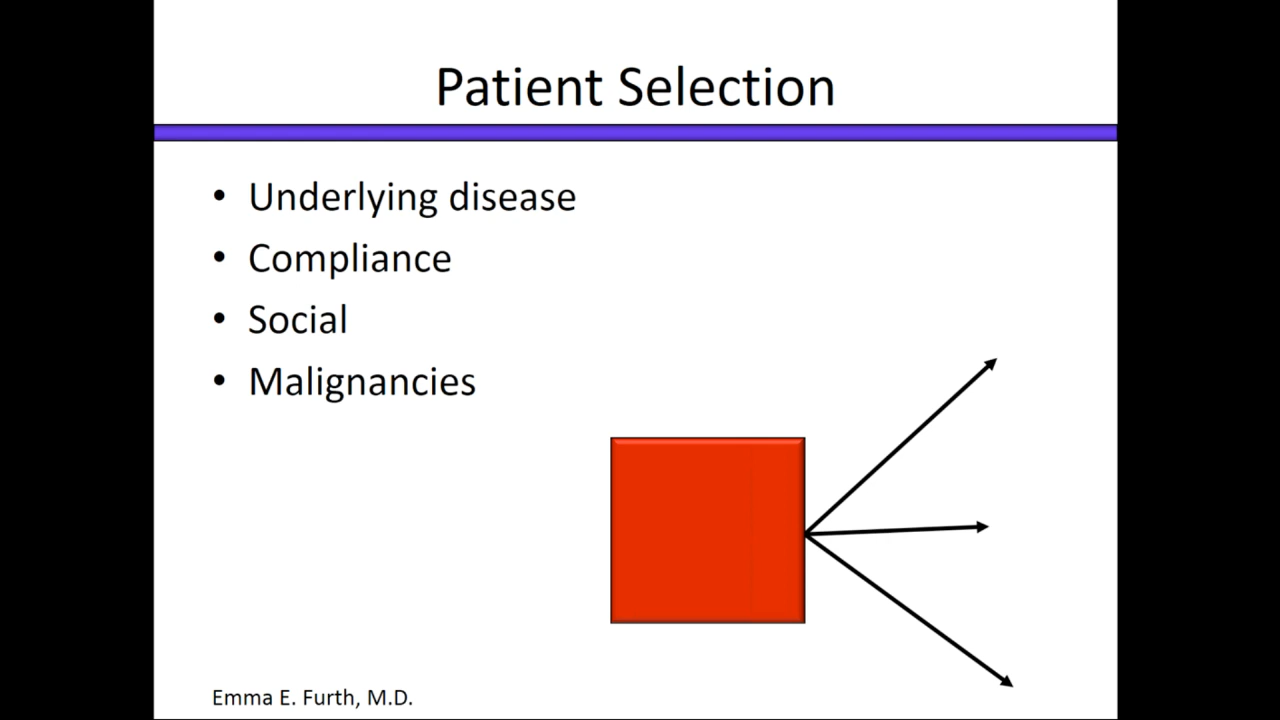 Patient Selection
• Underlying disease
• Compliance
• Social
• Malignancies
Emma E. Furth, M.D.